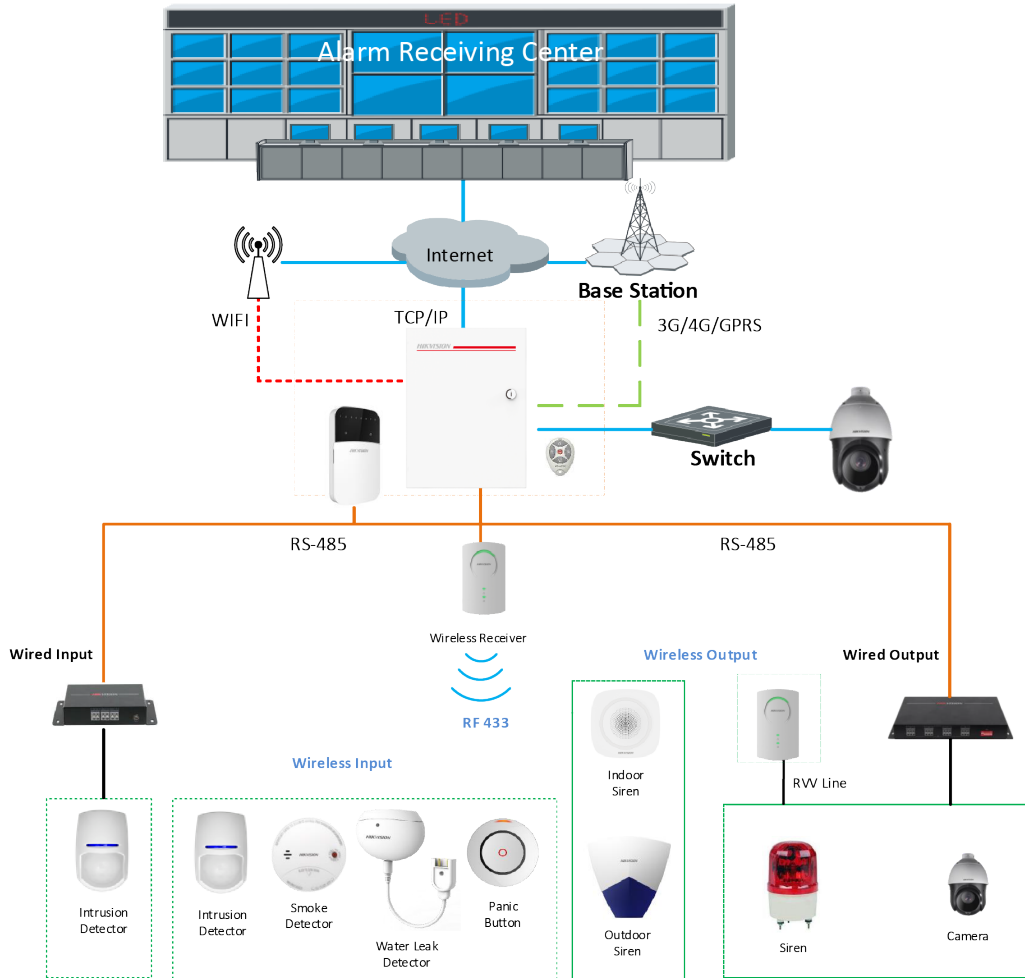 LED
Alarm Receiving Center
Internet
Base Station
WIFI
TCP/IP
3G/4G/GPRS
HIKVISION
Switch
RS-485
RS-485
Wireless Receiver
Wired Input
Wireless Output
Wired Output
RF 433
Wireless Input
Indoor
Siren
RVV Line
HIKVISION
Intrusion
Detector
Intrusion
Detector
Smoke
Detector
Water Leak
Detector
Panic
Button
Outdoor
Siren
Siren
Camera